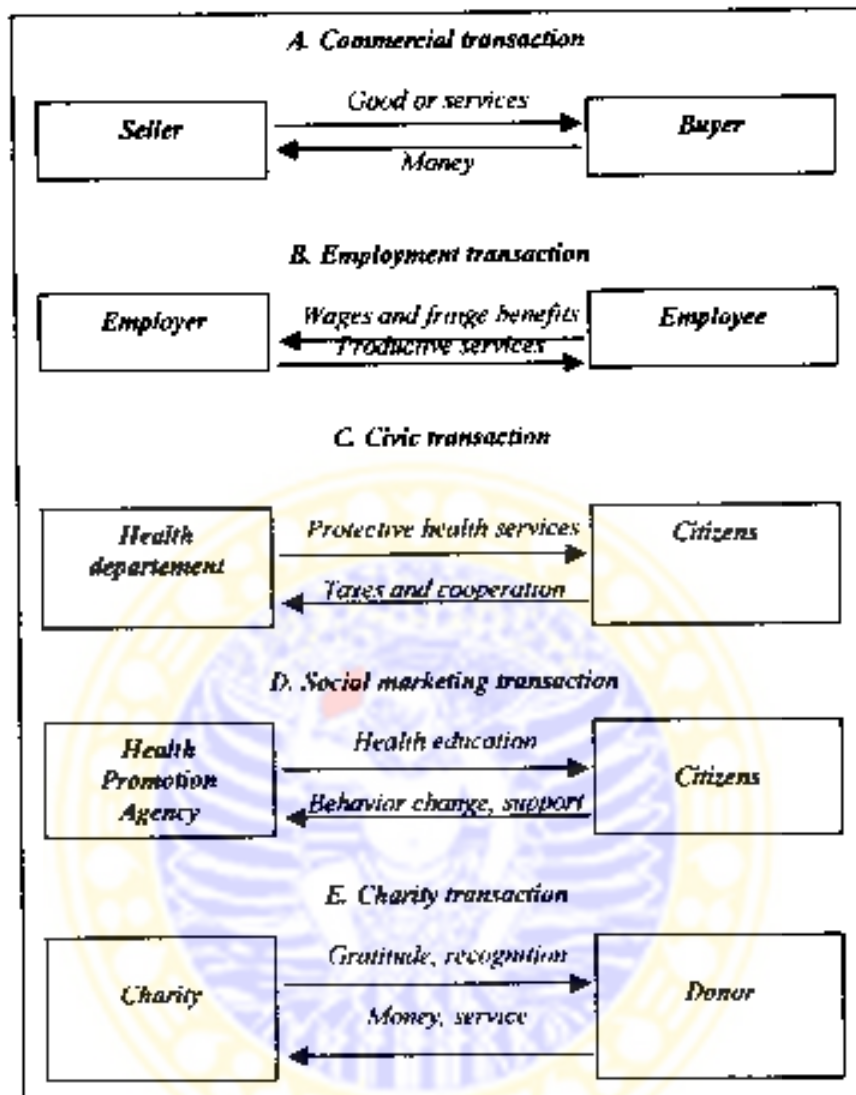 A. Commercial transaction
Good or services
Seller
Buyer
Money
B. Employment transaction
Employer
Wages and fringe benefits
Employee
Productive services
C. Civic transaction
Health
departement
Protective health services
Citizens
Taxes and cooperation
D. Social marketing transaction
Health
Promotion
Agency
Health education
Citizens
Behavior change, support
E. Charity transaction
Gratitude, recognition
Charity
Donor
Money, service